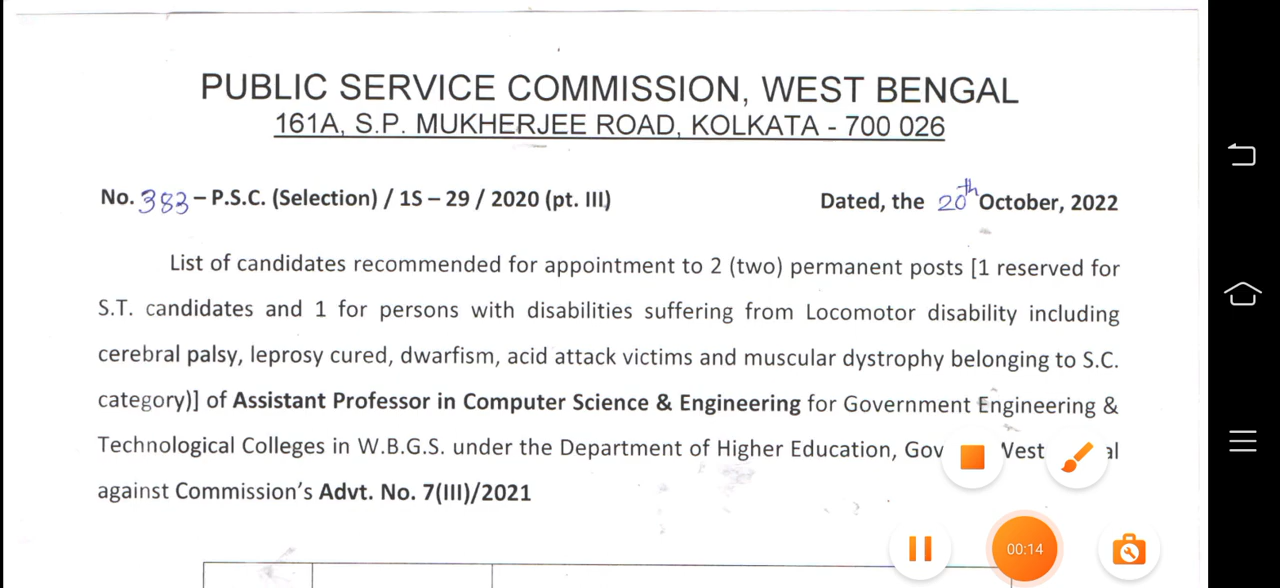 PUBLIC SERVICE COMMISSION, WEST BENGAL
161A, S.P. MUKHERJEE ROAD, KOLKATA - 700 026
No. 383 – P.S.C. (Selection) / 1S – 29 / 2020 (pt. III)
Dated, the 20th October, 2022
List of candidates recommended for appointment to 2 (two) permanent posts [1 reserved for
S.T. candidates and 1 for persons with disabilities suffering from Locomotor disability including
cerebral palsy, leprosy cured, dwarfism, acid attack victims and muscular dystrophy belonging to S.C.
category)] of Assistant Professor in Computer Science & Engineering for Government Engineering &
Technological Colleges in W.B.G.S. under the Department of Higher Education,
against Commission's Advt. No. 7(III)/2021
00:14